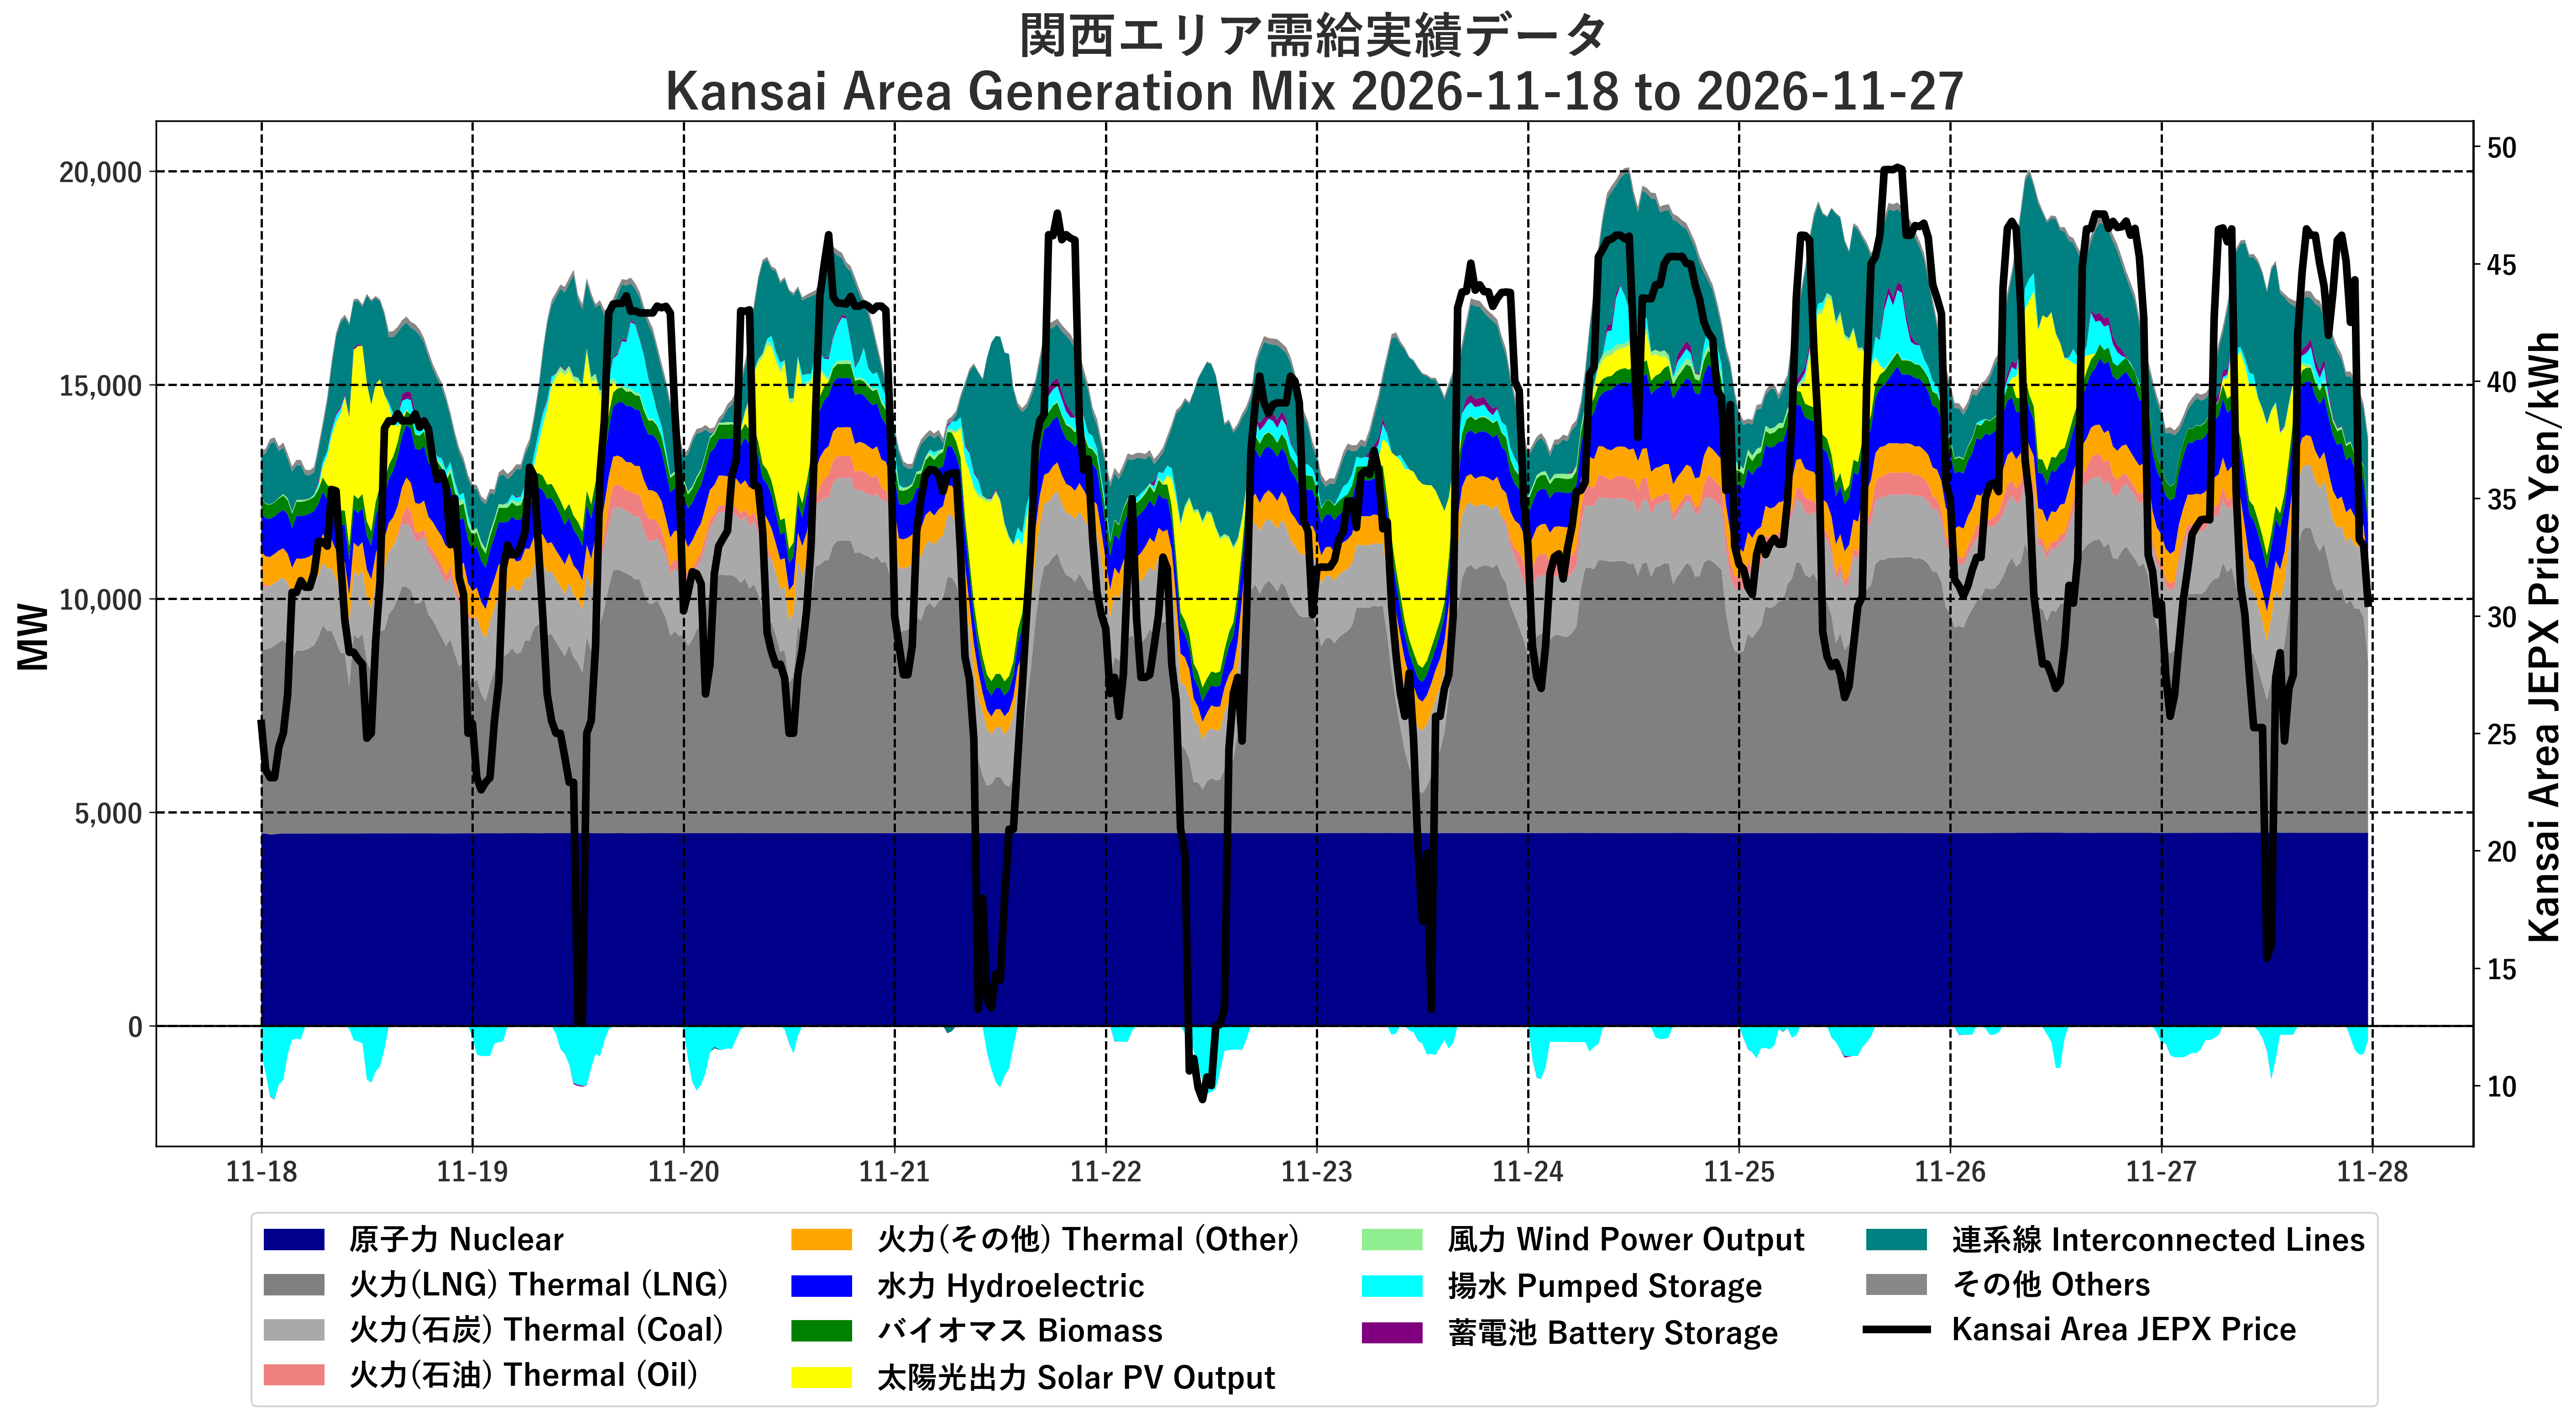 関西エリア需給実績データ
Kansai Area Generation Mix 2026-11-18 to 2026-11-27
MW
20,000
15,000
10,000
5,000
0
50
45
40
35
30
25
20
15
10
Kansai Area JEPX Price Yen/kWh
11-18 11-19 11-20 11-21 11-22 11-23 11-24 11-25 11-26 11-27 11-28
原子力 Nuclear
火力(LNG) Thermal (LNG)
火力(石炭) Thermal (Coal)
火力(石油) Thermal (Oil)
火力(その他) Thermal (Other)
水力 Hydroelectric
バイオマス Biomass
太陽光出力 Solar PV Output
風力 Wind Power Output
揚水 Pumped Storage
蓄電池 Battery Storage
連系線 Interconnected Lines
その他 Others
Kansai Area JEPX Price